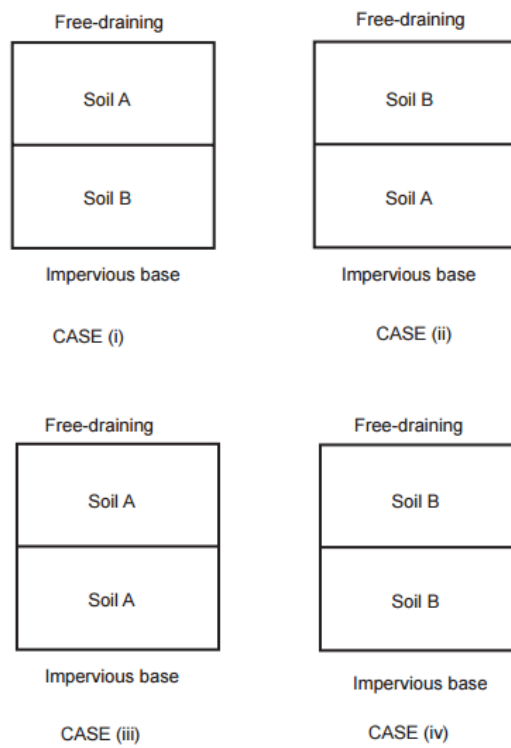 Free-draining
Soil A
Soil B
Impervious base
CASE (i)
Free-draining
Soil B
Soil A
Impervious base
CASE (ii)
Free-draining
Soil A
Soil A
Impervious base
CASE (iii)
Free-draining
Soil B
Soil B
Impervious base
CASE (iv)